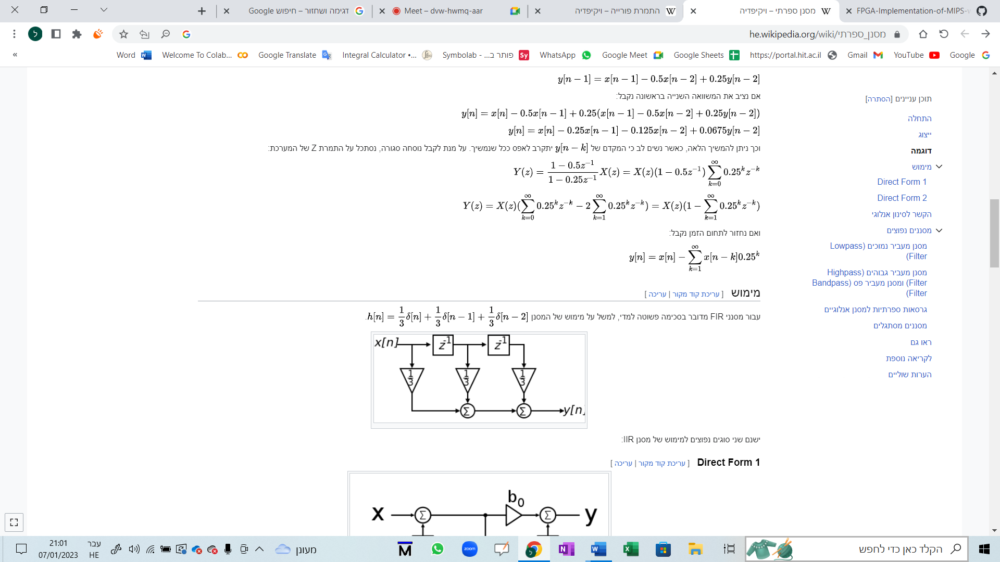 FPGA-Implementation-of-MIPS-w
מסנן ספרתי – ויקיפדיה
התמרת פורייה – ויקיפדיה
Meet – dvw-hwmq-aar
דגימה ושחזור – חיפוש Google
he.wikipedia.org/wiki/מסנן_ספרתי
ל
Google
YouTube
Gmail
https://portal.hit.ac.il
Google Sheets
Google Meet
WhatsApp
Symbolab - ...פותר ב
Integral Calculator •...
Google Translate
Welcome To Colab...
Word
«
תוכן עניינים [הסתרה]
התחלה
ייצוג
דוגמה
מימוש
Direct Form 1
Direct Form 2
הקשר לסינון אנלוגי
מסננים נפוצים
מסנן מעביר נמוכים (Lowpass
Filter)
מסנן מעביר גבוהים (Highpass
Filter) ומסנן מעביר פס (Bandpass
Filter)
גרסאות ספרתיות למסנן אנלוגיים
מסננים מסתגלים
ראו גם
לקריאה נוספת
הערות שוליים
y[n − 1] = x[n − 1] − 0.5x[n − 2] + 0.25y[n − 2]
אם נציב את המשוואה השנייה בראשונה נקבל:
y[n] = x[n] − 0.5x[n − 1] + 0.25(x[n − 1] − 0.5x[n − 2] + 0.25y[n − 2])
y[n] = x[n] − 0.25x[n − 1] − 0.125x[n − 2] + 0.0675y[n − 2]
וכך ניתן להמשיך הלאה, כאשר נשים לב כי המקדם של y[n − k] יתקרב לאפס ככל שנמשיך. על מנת לקבל נוסחה סגורה, נסתכל על התמרת Z של המערכת:
Y(z) = \frac{1 − 0.5z^{−1}}{1 − 0.25z^{−1}} X(z) = X(z)(1 − 0.5z^{−1}) \sum_{k=0}^{∞} 0.25^k z^{−k}
Y(z) = X(z)(\sum_{k=0}^{∞} 0.25^k z^{−k} − 2 \sum_{k=1}^{∞} 0.25^k z^{−k}) = X(z)(1 − \sum_{k=1}^{∞} 0.25^k z^{−k})
ואם נחזור לתחום הזמן נקבל:
y[n] = x[n] − \sum_{k=1}^{∞} x[n − k]0.25^k
מימוש [ עריכת קוד מקור | עריכה ]
עבור מסנני FIR מדובר בסכימה פשוטה למדי, למשל על מימוש של המסנן h[n] = \frac{1}{3}δ[n] + \frac{1}{3}δ[n − 1] + \frac{1}{3}δ[n − 2].
x[n] z^{-1} z^{-1}
1/3 1/3 1/3
Σ Σ y[n]
ישנם שני סוגים נפוצים למימוש של מסנן IIR:
Direct Form 1 [ עריכת קוד מקור | עריכה ]
b_0
x Σ Σ y
הקלד כאן כדי לחפש
zoom
מעונן
עבר
HE
21:01
07/01/2023